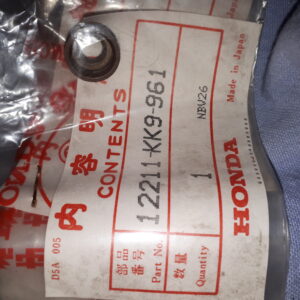 内容明
CONTENTS
部品番号
Part No.
12211-KK9-961
数量
Quantity
1
NBV26
HONDA
Made in Japan
D5A 005